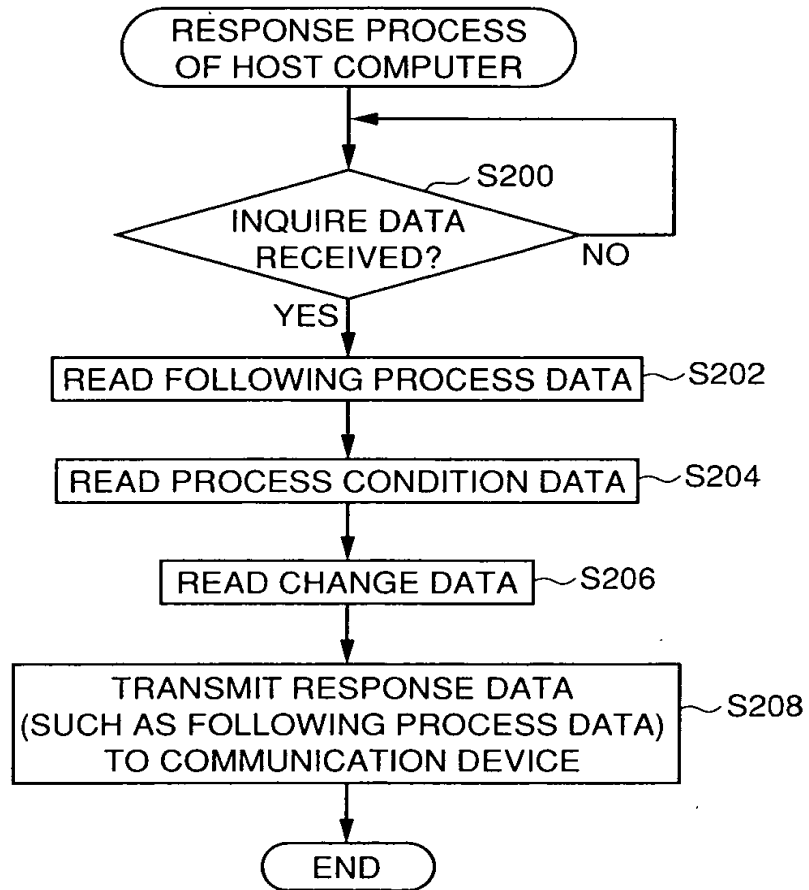 RESPONSE PROCESS
OF HOST COMPUTER
S200
INQUIRE DATA
RECEIVED?
NO
YES
READ FOLLOWING PROCESS DATA
S202
READ PROCESS CONDITION DATA
S204
READ CHANGE DATA
S206
TRANSMIT RESPONSE DATA
(SUCH AS FOLLOWING PROCESS DATA)
TO COMMUNICATION DEVICE
S208
END